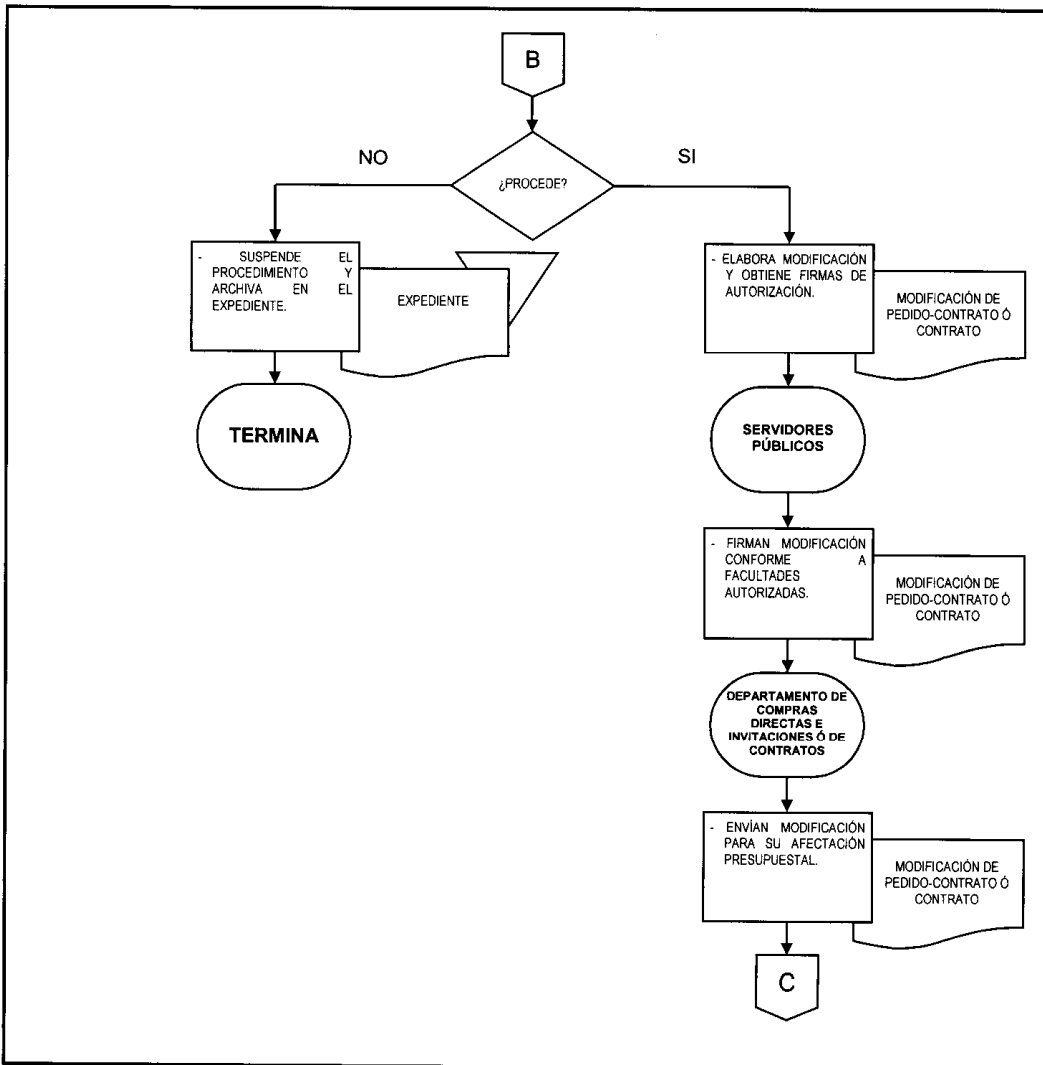 B
NO
SI
¿PROCEDE?
- SUSPENDE EL
PROCEDIMIENTO Y
ARCHIVA EN EL
EXPEDIENTE.
EXPEDIENTE
TERMINA
- ELABORA MODIFICACIÓN
Y OBTIENE FIRMAS DE
AUTORIZACIÓN.
MODIFICACIÓN DE
PEDIDO-CONTRATO Ó
CONTRATO
SERVIDORES
PÚBLICOS
- FIRMAN MODIFICACIÓN
CONFORME A
FACULTADES
AUTORIZADAS.
MODIFICACIÓN DE
PEDIDO-CONTRATO Ó
CONTRATO
DEPARTAMENTO DE
COMPRAS
DIRECTAS E
INVITACIONES Ó DE
CONTRATOS
- ENVÍAN MODIFICACIÓN
PARA SU AFECTACIÓN
PRESUPUESTAL.
MODIFICACIÓN DE
PEDIDO-CONTRATO Ó
CONTRATO
C